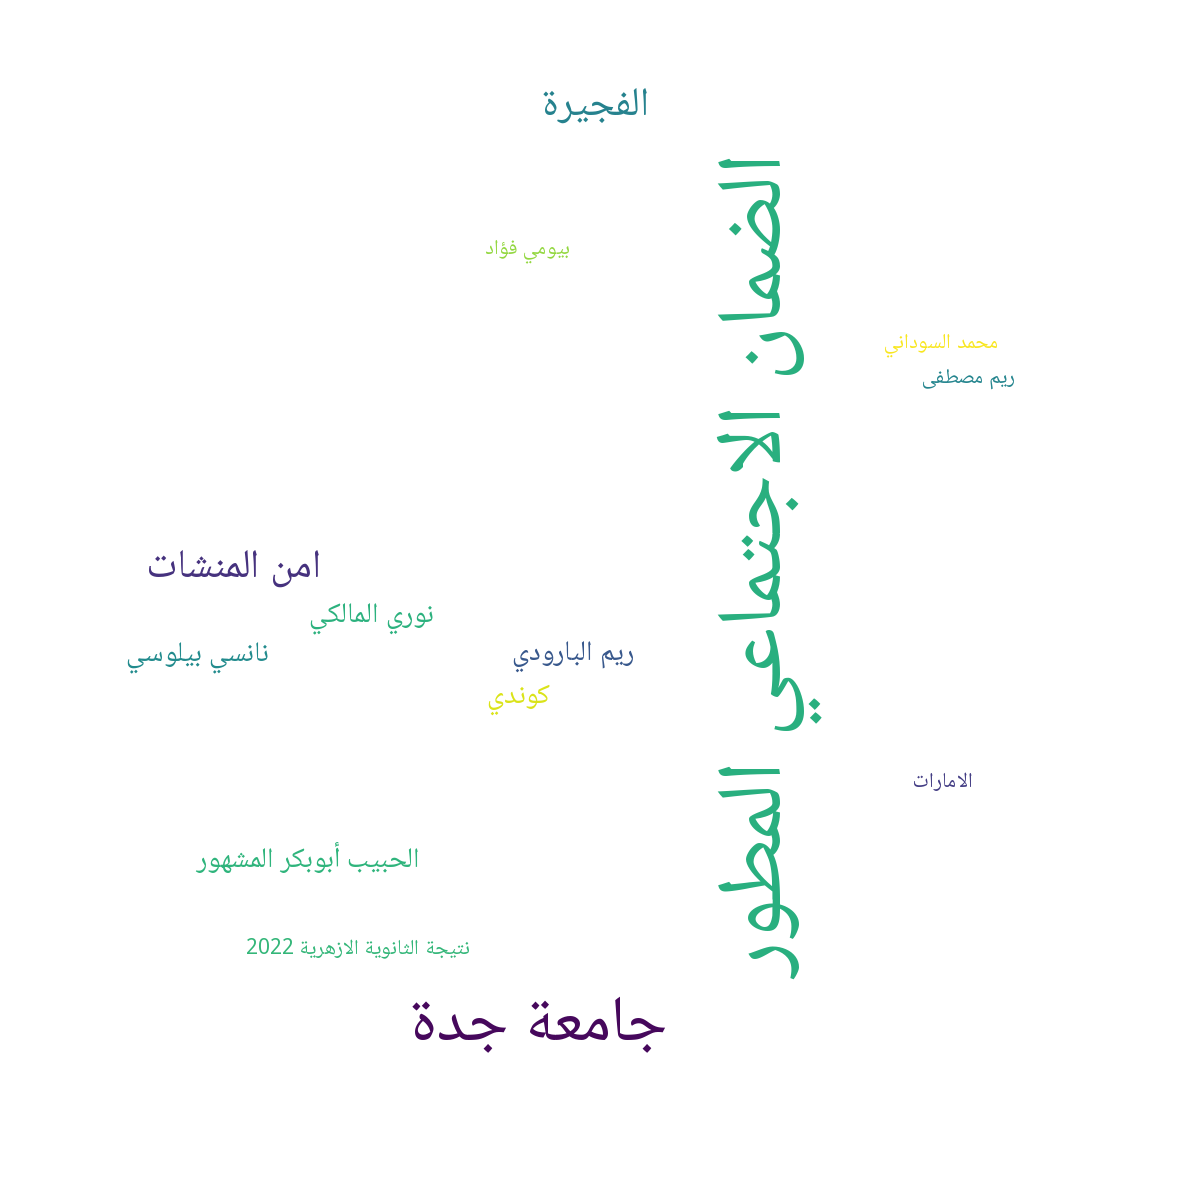 الفجيرة
بيومي فؤاد
الضمان الاجتماعي المطور
محمد السوداني
ريم مصطفى
امن المنشات
نوري المالكي
ريم البارودي
نانسي بيلوسي
كوندي
الامارات
الحبيب أبوبكر المشهور
نتيجة الثانوية الازهرية 2022
جامعة جدة